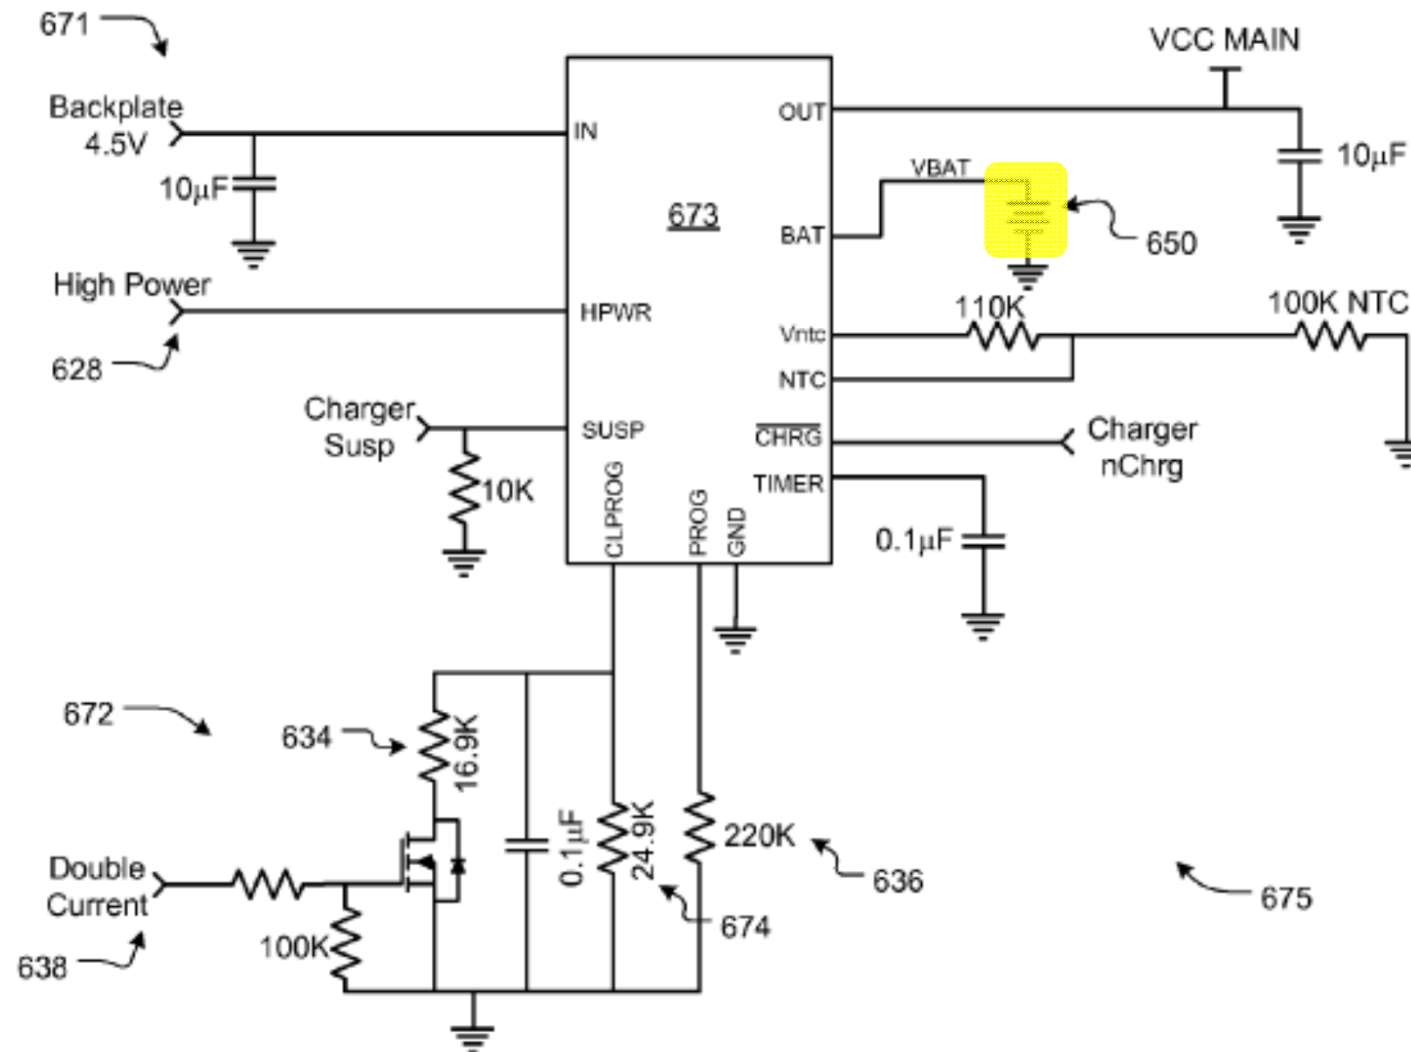 671
VCC MAIN
Backplate
4.5V
IN
OUT
10µF
10µF
VBAT
673
BAT
650
High Power
HPWR
110K
100K NTC
Vntc
628
NTC
Charger
Susp
SUSP
CHRG
Charger
nChrg
10K
TIMER
CLPROG
PROG
GND
0.1µF
672
634
16.9K
0.1µF
24.9K
220K
636
Double
Current
674
675
100K
638